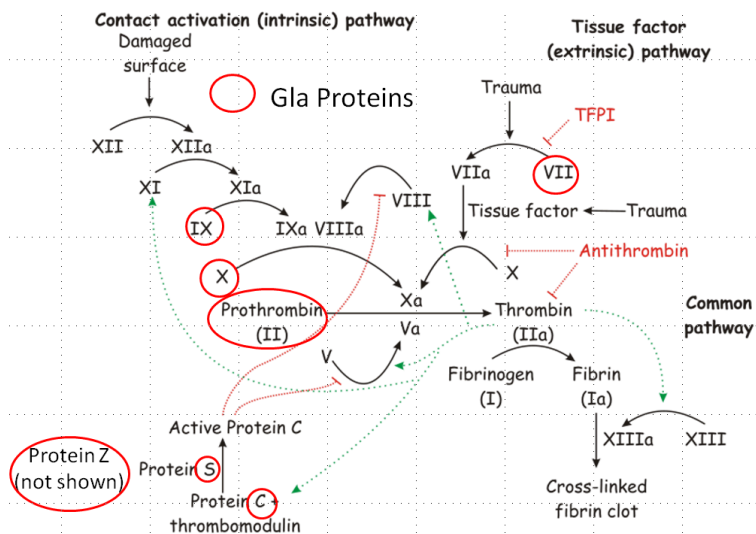 Contact activation (intrinsic) pathway
Damaged
surface
Tissue factor
(extrinsic) pathway
Gla Proteins
Trauma
TFPI
XII
XIIa
XI
XIa
VIIa
VII
VIII
IX
IXa VIIIa
Tissue factor
Trauma
X
X
Antithrombin
Xa
Prothrombin
(II)
Va
Thrombin
(IIa)
Common
pathway
V
Fibrinogen
(I)
Fibrin
(Ia)
Active Protein C
XIIIa
XIII
Protein Z
(not shown)
Protein S
Protein C +
thrombomodulin
Cross-linked
fibrin clot